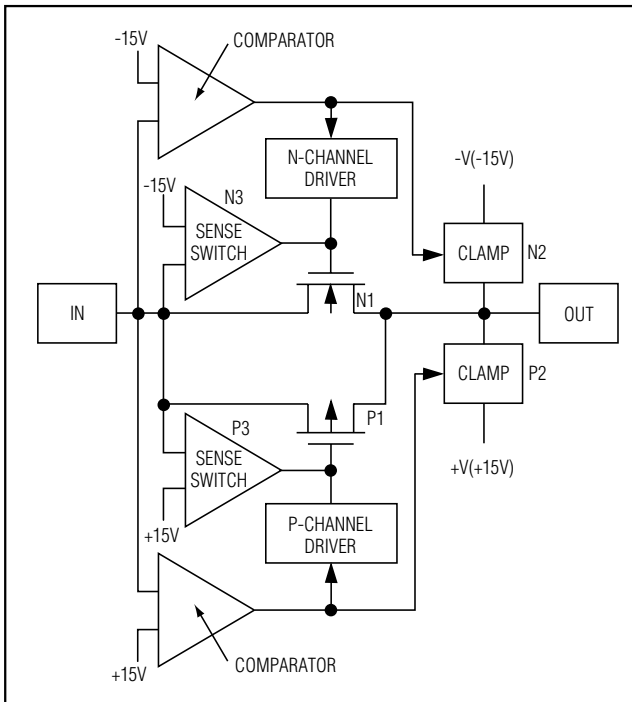 -15V
COMPARATOR
N-CHANNEL
DRIVER
-V(-15V)
-15V
N3
SENSE
SWITCH
CLAMP
N2
IN
N1
OUT
CLAMP
P2
P1
P3
SENSE
SWITCH
+V(+15V)
+15V
P-CHANNEL
DRIVER
+15V
COMPARATOR